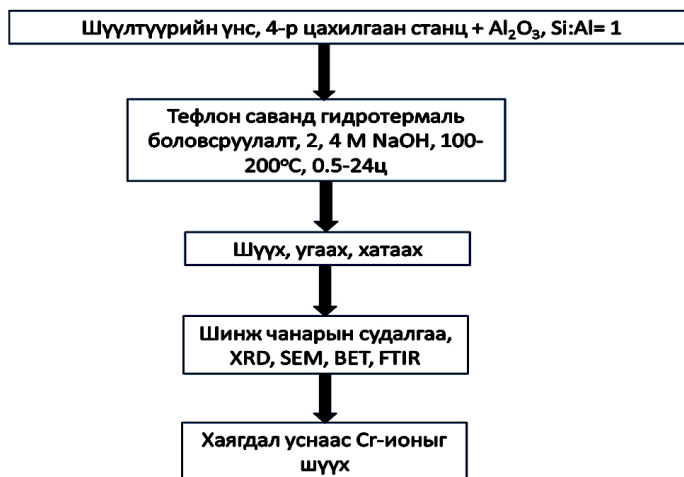 Шүүлтүүрийн үнс, 4-р цахилгаан станц + Al₂O₃, Si:Al= 1
Тефлон саванд гидротермаль
боловсруулалт, 2, 4 М NaOH, 100-
200°C, 0.5-24ц
Шүүх, угаах, хатаах
Шинж чанарын судалгаа,
XRD, SEM, BET, FTIR
Хаягдал уснаас Cr-ионыг
шүүх